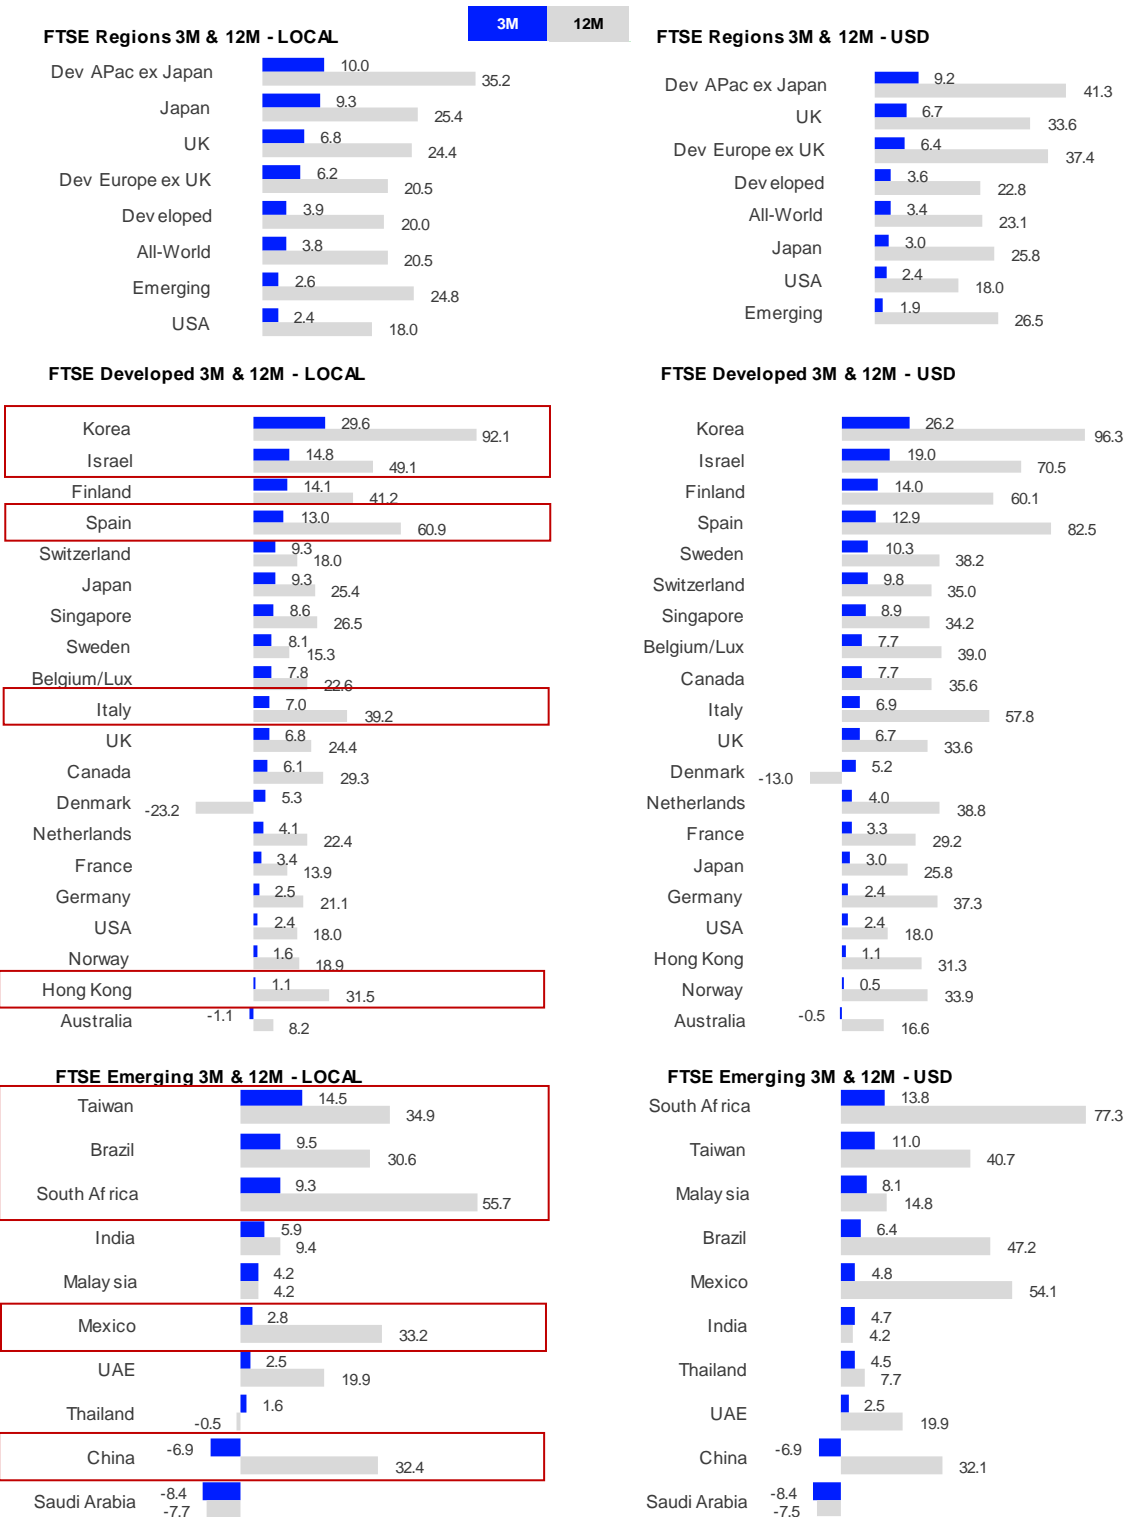 3M 12M
FTSE Regions 3M & 12M - LOCAL
Dev APac ex Japan 10.0 35.2
Japan 9.3 25.4
UK 6.8 24.4
Dev Europe ex UK 6.2 20.5
Developed 3.9 20.0
All-World 3.8 20.5
Emerging 2.6 24.8
USA 2.4 18.0
FTSE Regions 3M & 12M - USD
Dev APac ex Japan 9.2 41.3
UK 6.7 33.6
Dev Europe ex UK 6.4 37.4
Developed 3.6 22.8
All-World 3.4 23.1
Japan 3.0 25.8
USA 2.4 18.0
Emerging 1.9 26.5
FTSE Developed 3M & 12M - LOCAL
Korea 29.6 92.1
Israel 14.8 49.1
Finland 14.1 41.2
Spain 13.0 60.9
Switzerland 9.3 18.0
Japan 9.3 25.4
Singapore 8.6 26.5
Sweden 8.1 15.3
Belgium/Lux 7.8 22.6
Italy 7.0 39.2
UK 6.8 24.4
Canada 6.1 29.3
Denmark -23.2 5.3
Netherlands 4.1 22.4
France 3.4 13.9
Germany 2.5 21.1
USA 2.4 18.0
Norway 1.6 18.9
Hong Kong 1.1 31.5
Australia -1.1 8.2
FTSE Developed 3M & 12M - USD
Korea 26.2 96.3
Israel 19.0 70.5
Finland 14.0 60.1
Spain 12.9 82.5
Sweden 10.3 38.2
Switzerland 9.8 35.0
Singapore 8.9 34.2
Belgium/Lux 7.7 39.0
Canada 7.7 35.6
Italy 6.9 57.8
UK 6.7 33.6
Denmark -13.0 5.2
Netherlands 4.0 38.8
France 3.3 29.2
Japan 3.0 25.8
Germany 2.4 37.3
USA 2.4 18.0
Hong Kong 1.1 31.3
Norway 0.5 33.9
Australia -0.5 16.6
FTSE Emerging 3M & 12M - LOCAL
Taiwan 14.5 34.9
Brazil 9.5 30.6
South Africa 9.3 55.7
India 5.9 9.4
Malaysia 4.2 4.2
Mexico 2.8 33.2
UAE 2.5 19.9
Thailand -0.5 1.6
China -6.9 32.4
Saudi Arabia -8.4 -7.7
FTSE Emerging 3M & 12M - USD
South Africa 13.8 77.3
Taiwan 11.0 40.7
Malaysia 8.1 14.8
Brazil 6.4 47.2
Mexico 4.8 54.1
India 4.7 4.2
Thailand 4.5 7.7
UAE 2.5 19.9
China -6.9 32.1
Saudi Arabia -8.4 -7.5